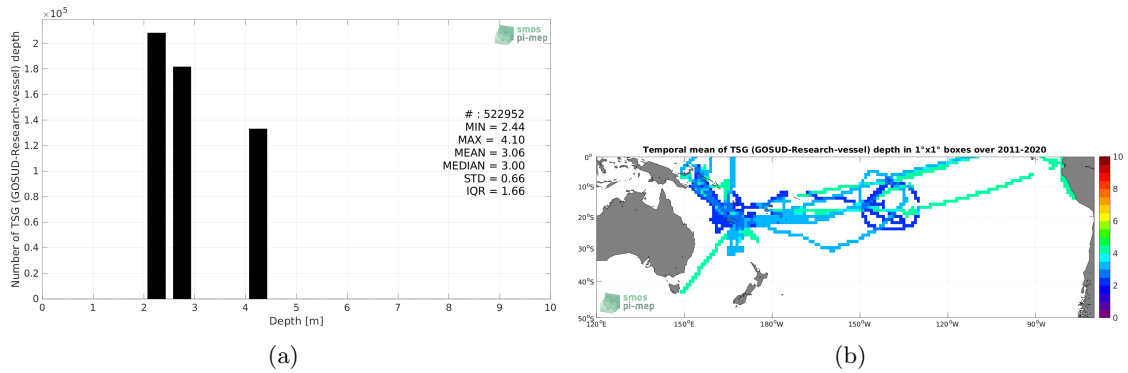 ×10⁵
2
1.8
1.6
1.4
1.2
1
0.8
0.6
0.4
0.2
0
Number of TSG (GOSUD-Research-vessel) depth
0 1 2 3 4 5 6 7 8 9 10
Depth [m]
smos
pi-mep
# : 522952
MIN = 2.44
MAX = 4.10
MEAN = 3.06
MEDIAN = 3.00
STD = 0.66
IQR = 1.66
(a)
Temporal mean of TSG (GOSUD-Research-vessel) depth in 1°x1° boxes over 2011-2020
0°
10°S
20°S
30°S
40°S
50°S
120°E 150°E 180°W 150°W 120°W 90°W
smos
pi-mep
10
8
6
4
2
0
(b)